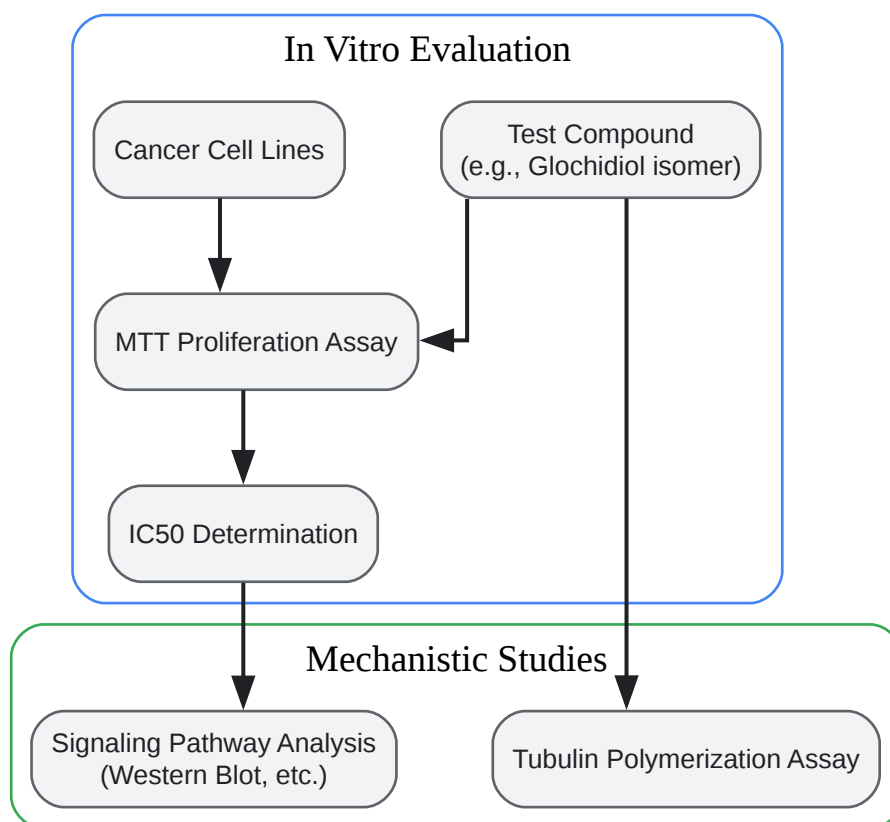 In Vitro Evaluation
Cancer Cell Lines
Test Compound
(e.g., Glochidiol isomer)
MTT Proliferation Assay
IC50 Determination
Mechanistic Studies
Signaling Pathway Analysis
(Western Blot, etc.)
Tubulin Polymerization Assay